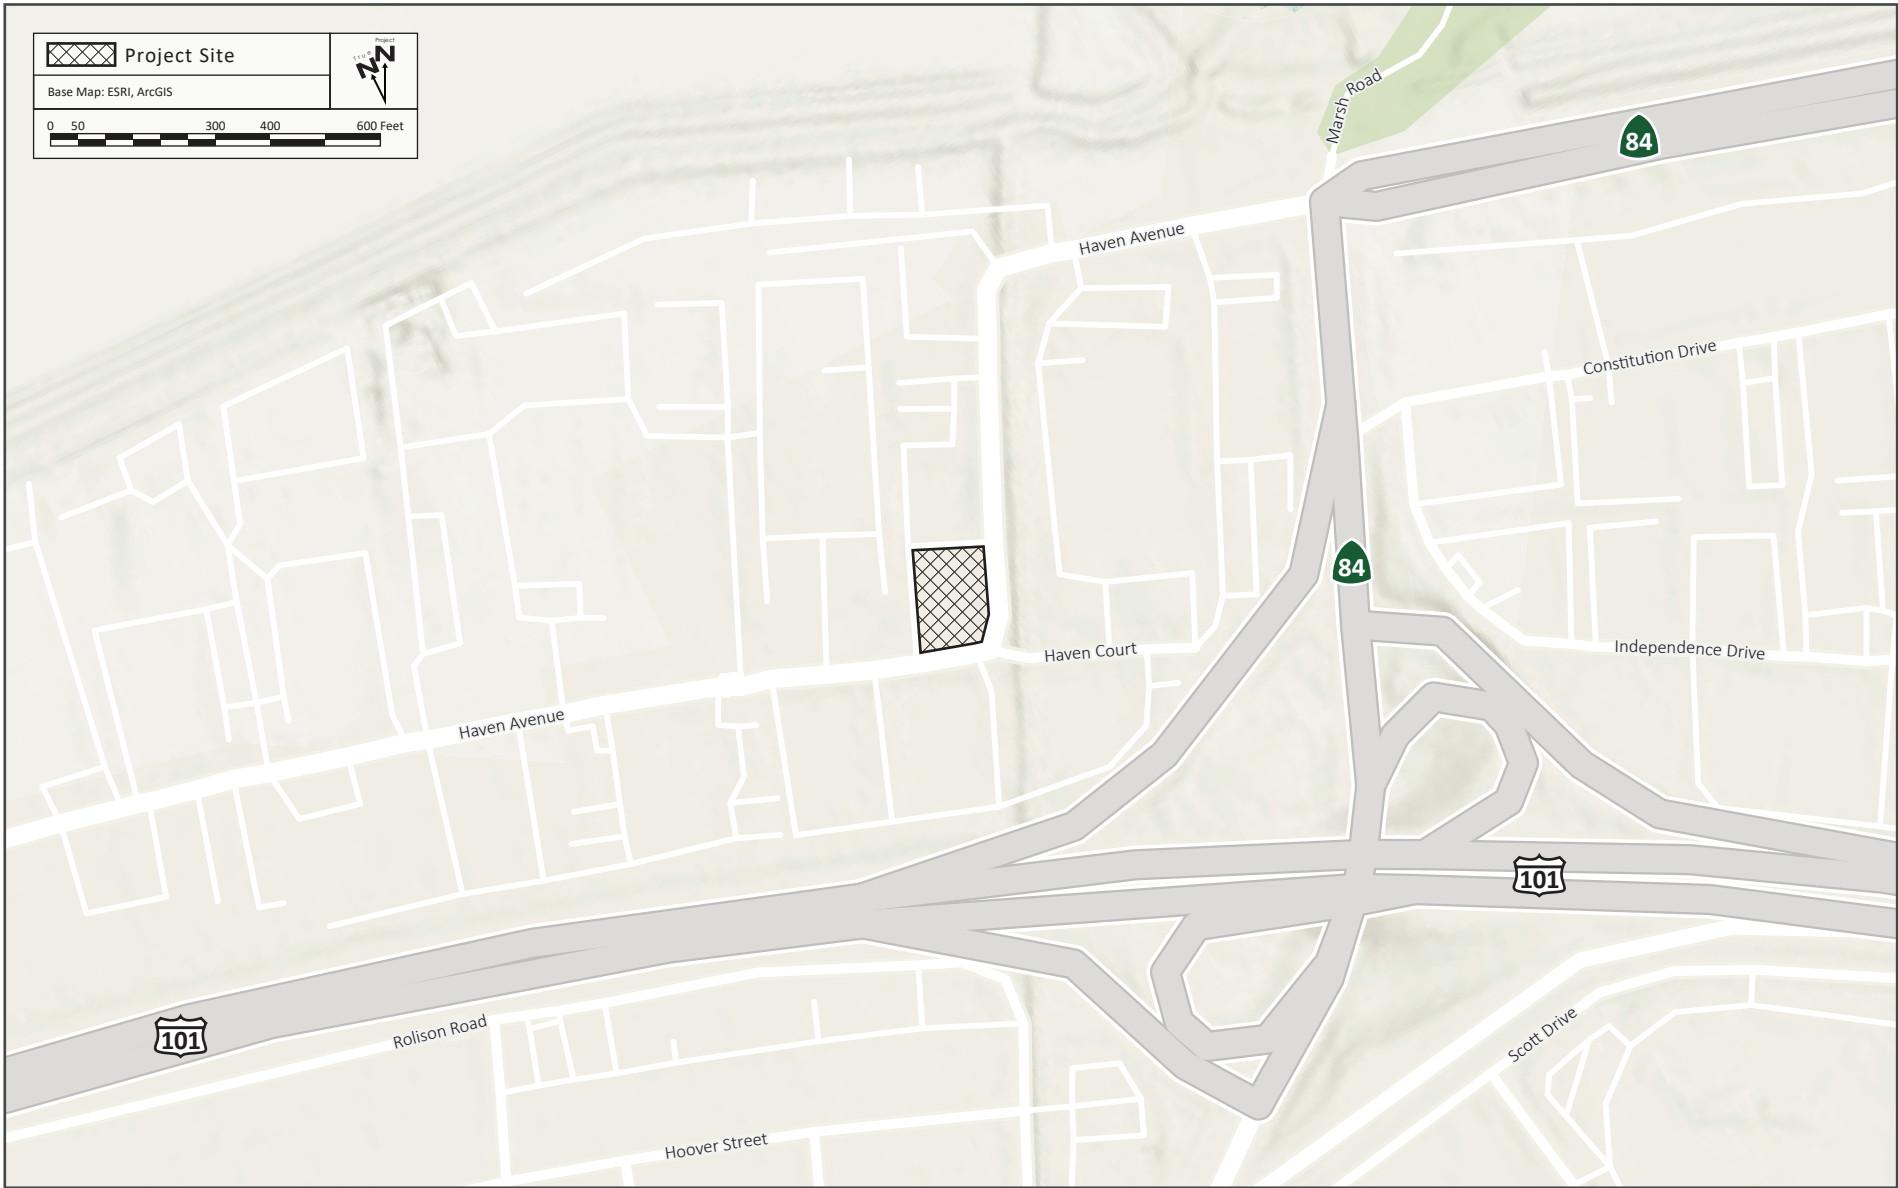 Project Site
True
Project
N N
Base Map: ESRI, ArcGIS
0 50 300 400 600 Feet
Marsh Road
84
Haven Avenue
Constitution Drive
84
Haven Court
Independence Drive
Haven Avenue
101
101
Rolison Road
Scott Drive
Hoover Street